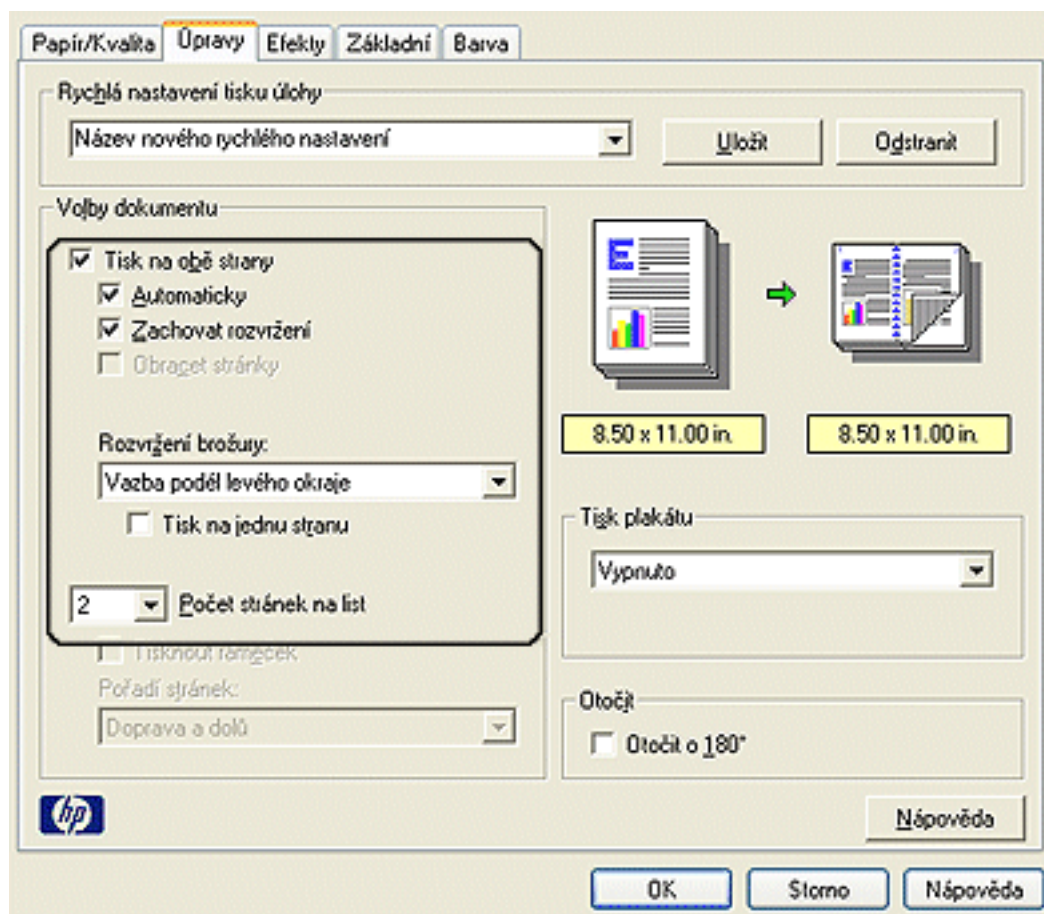 Papír/Kvalita Úpravy Efekty Základní Barva
Rychlá nastavení tisku úlohy
Název nového rychlého nastavení Uložit Odstranit
Volby dokumentu
Tisk na obě strany
Automaticky
Zachovat rozvržení
Obracet stránky
Rozvržení brožury:
Vazba podél levého okraje
Tisk na jednu stranu
2 Počet stránek na list
Tisknout rámeček
Pořadí stránek:
Doprava a dolů
E
8.50 x 11.00 in. 8.50 x 11.00 in.
Tisk plakátu
Vypnuto
Otočit
Otočit o 180°
hp
Nápověda
OK Storno Nápověda